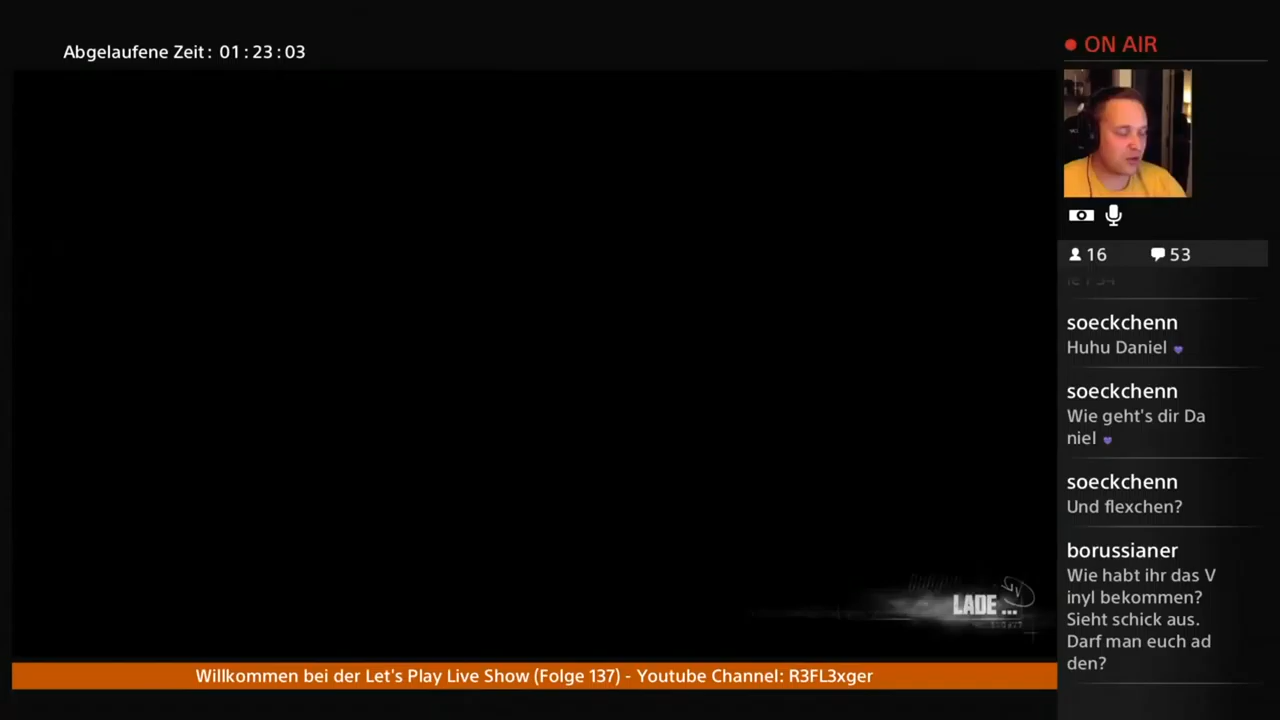 Abgelaufene Zeit: 01:23:03
ON AIR
16
53
soeckchenn
Huhu Daniel
soeckchenn
Wie geht's dir Da
niel
soeckchenn
Und flexchen?
borussianer
Wie habt ihr das V
inyl bekommen?
Sieht schick aus.
Darf man euch ad
den?
LADE ...
Willkommen bei der Let's Play Live Show (Folge 137) - Youtube Channel: R3FL3xger